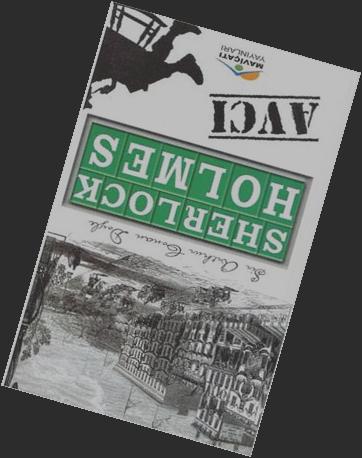 Sir Arthur Conan Doyle
SHERLOCK
HOLMES
AVCI
MAVİÇATI
YAYINLARI